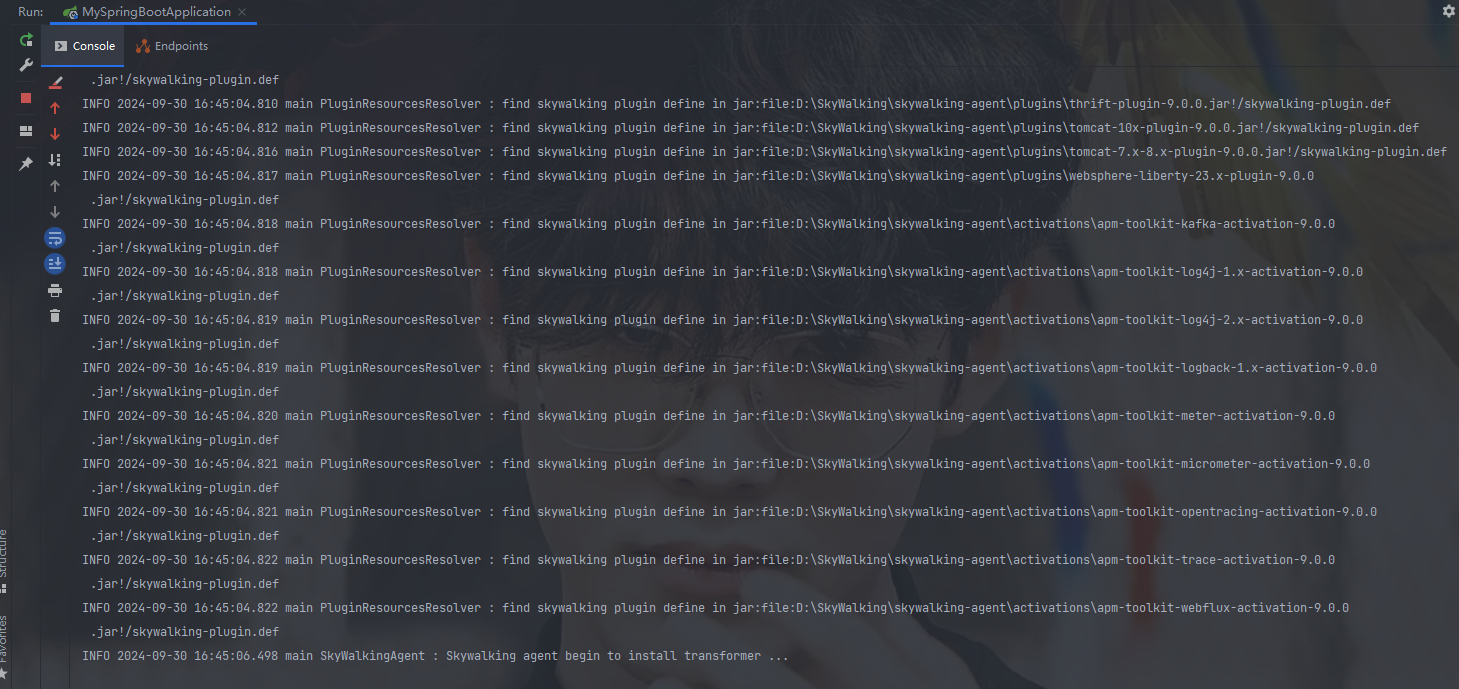 Run: MySpringBootApplication
Console Endpoints
.jar!/skywalking-plugin.def
INFO 2024-09-30 16:45:04.810 main PluginResourcesResolver : find skywalking plugin define in jar:file:D:\SkyWalking\skywalking-agent\plugins\thrift-plugin-9.0.0.jar!/skywalking-plugin.def
INFO 2024-09-30 16:45:04.812 main PluginResourcesResolver : find skywalking plugin define in jar:file:D:\SkyWalking\skywalking-agent\plugins\tomcat-10x-plugin-9.0.0.jar!/skywalking-plugin.def
INFO 2024-09-30 16:45:04.816 main PluginResourcesResolver : find skywalking plugin define in jar:file:D:\SkyWalking\skywalking-agent\plugins\tomcat-7.x-8.x-plugin-9.0.0.jar!/skywalking-plugin.def
INFO 2024-09-30 16:45:04.817 main PluginResourcesResolver : find skywalking plugin define in jar:file:D:\SkyWalking\skywalking-agent\plugins\websphere-liberty-23.x-plugin-9.0.0
.jar!/skywalking-plugin.def
INFO 2024-09-30 16:45:04.818 main PluginResourcesResolver : find skywalking plugin define in jar:file:D:\SkyWalking\skywalking-agent\activations\apm-toolkit-kafka-activation-9.0.0
.jar!/skywalking-plugin.def
INFO 2024-09-30 16:45:04.818 main PluginResourcesResolver : find skywalking plugin define in jar:file:D:\SkyWalking\skywalking-agent\activations\apm-toolkit-log4j-1.x-activation-9.0.0
.jar!/skywalking-plugin.def
INFO 2024-09-30 16:45:04.819 main PluginResourcesResolver : find skywalking plugin define in jar:file:D:\SkyWalking\skywalking-agent\activations\apm-toolkit-log4j-2.x-activation-9.0.0
.jar!/skywalking-plugin.def
INFO 2024-09-30 16:45:04.819 main PluginResourcesResolver : find skywalking plugin define in jar:file:D:\SkyWalking\skywalking-agent\activations\apm-toolkit-logback-1.x-activation-9.0.0
.jar!/skywalking-plugin.def
INFO 2024-09-30 16:45:04.820 main PluginResourcesResolver : find skywalking plugin define in jar:file:D:\SkyWalking\skywalking-agent\activations\apm-toolkit-meter-activation-9.0.0
.jar!/skywalking-plugin.def
INFO 2024-09-30 16:45:04.821 main PluginResourcesResolver : find skywalking plugin define in jar:file:D:\SkyWalking\skywalking-agent\activations\apm-toolkit-micrometer-activation-9.0.0
.jar!/skywalking-plugin.def
INFO 2024-09-30 16:45:04.821 main PluginResourcesResolver : find skywalking plugin define in jar:file:D:\SkyWalking\skywalking-agent\activations\apm-toolkit-opentracing-activation-9.0.0
.jar!/skywalking-plugin.def
INFO 2024-09-30 16:45:04.822 main PluginResourcesResolver : find skywalking plugin define in jar:file:D:\SkyWalking\skywalking-agent\activations\apm-toolkit-trace-activation-9.0.0
.jar!/skywalking-plugin.def
INFO 2024-09-30 16:45:04.822 main PluginResourcesResolver : find skywalking plugin define in jar:file:D:\SkyWalking\skywalking-agent\activations\apm-toolkit-webflux-activation-9.0.0
.jar!/skywalking-plugin.def
INFO 2024-09-30 16:45:06.498 main SkyWalkingAgent : Skywalking agent begin to install transformer ...
Structure
Favorites